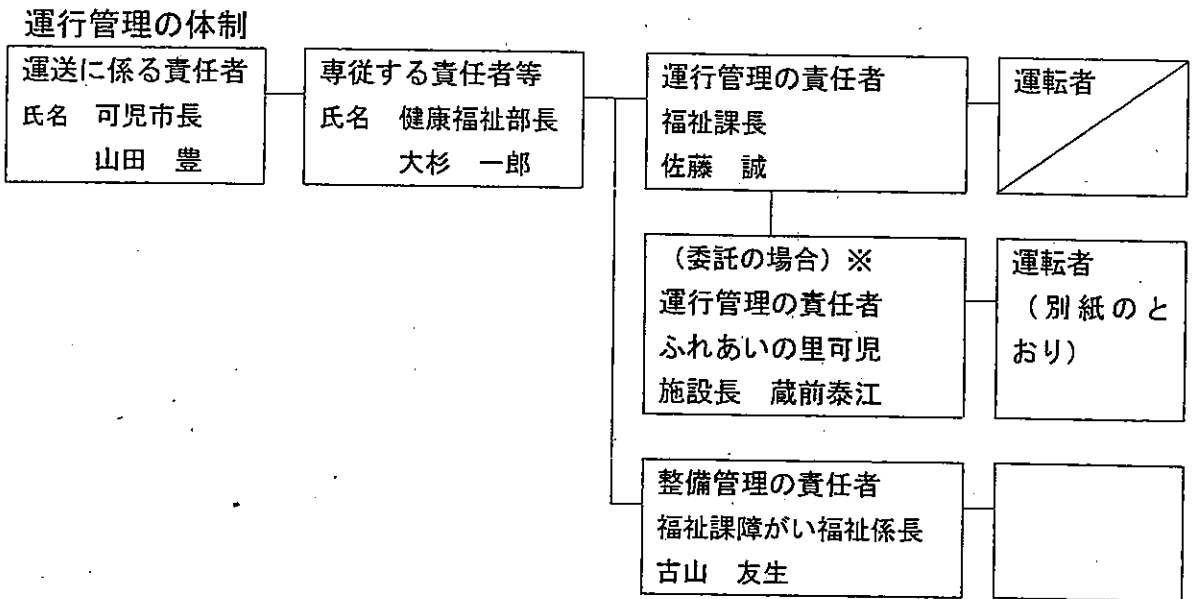 運行管理の体制
運送に係る責任者
氏名 可児市長
山田 豊
専従する責任者等
氏名 健康福祉部長
大杉 一郎
運行管理の責任者
福祉課長
佐藤 誠
運転者
(委託の場合)※
運行管理の責任者
ふれあいの里可児
施設長 蔵前泰江
運転者
(別紙のと
おり)
整備管理の責任者
福祉課障がい福祉係長
古山 友生